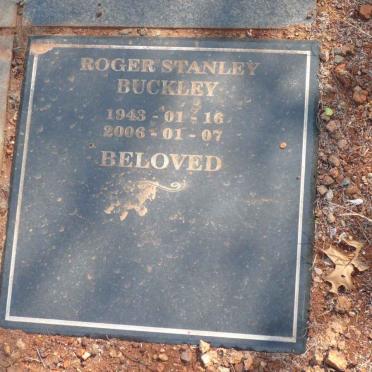 ROGER STANLEY
BUCKLEY
1943 - 01 - 16
2006 - 01 - 07
BELOVED